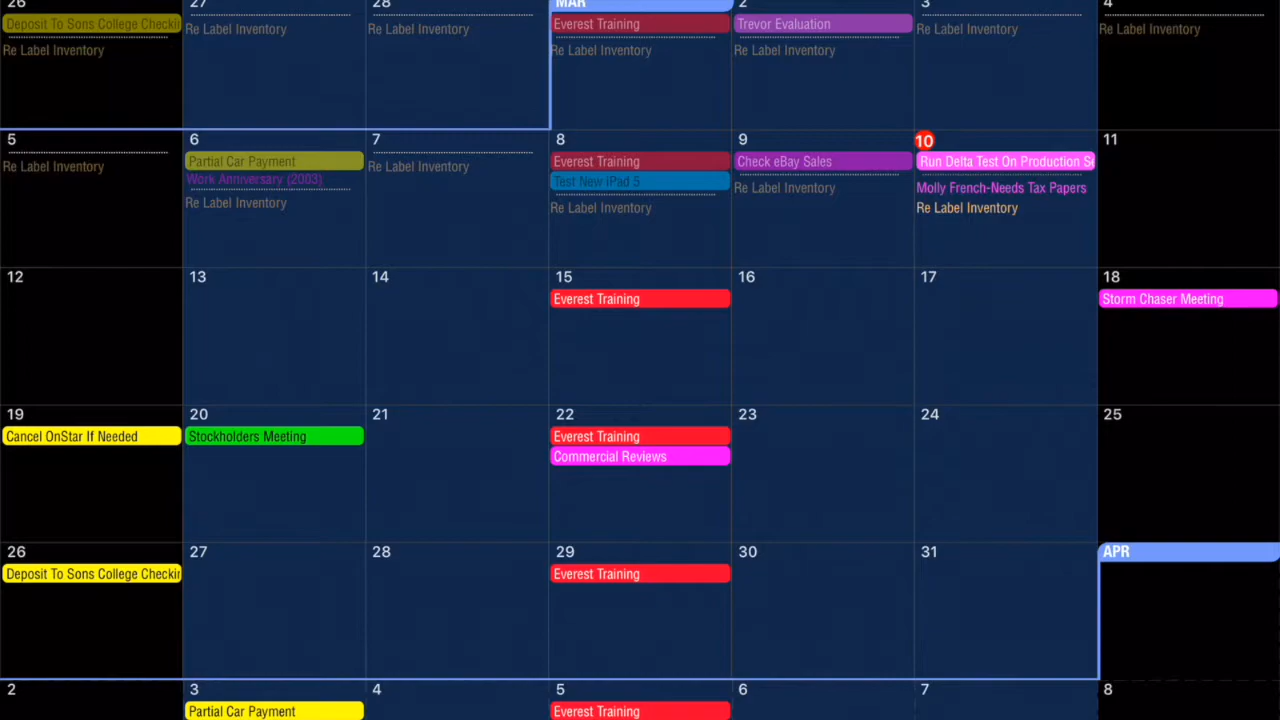 26 27 28 MAR 2 3 4
Deposit To Sons College Checkin
Re Label Inventory
Re Label Inventory
Re Label Inventory
Everest Training
Re Label Inventory
Trevor Evaluation
Re Label Inventory
Re Label Inventory
Re Label Inventory
5 6 7 8 9 10 11
Re Label Inventory
Partial Car Payment
Work Anniversary (2003)
Re Label Inventory
Re Label Inventory
Everest Training
Test New iPad 5
Re Label Inventory
Check eBay Sales
Re Label Inventory
Run Delta Test On Production Se
Molly French-Needs Tax Papers
Re Label Inventory
12 13 14 15 16 17 18
Everest Training
Storm Chaser Meeting
19 20 21 22 23 24 25
Cancel OnStar If Needed
Stockholders Meeting
Everest Training
Commercial Reviews
26 27 28 29 30 31 APR
Deposit To Sons College Checkin
Everest Training
2 3 4 5 6 7 8
Partial Car Payment
Everest Training